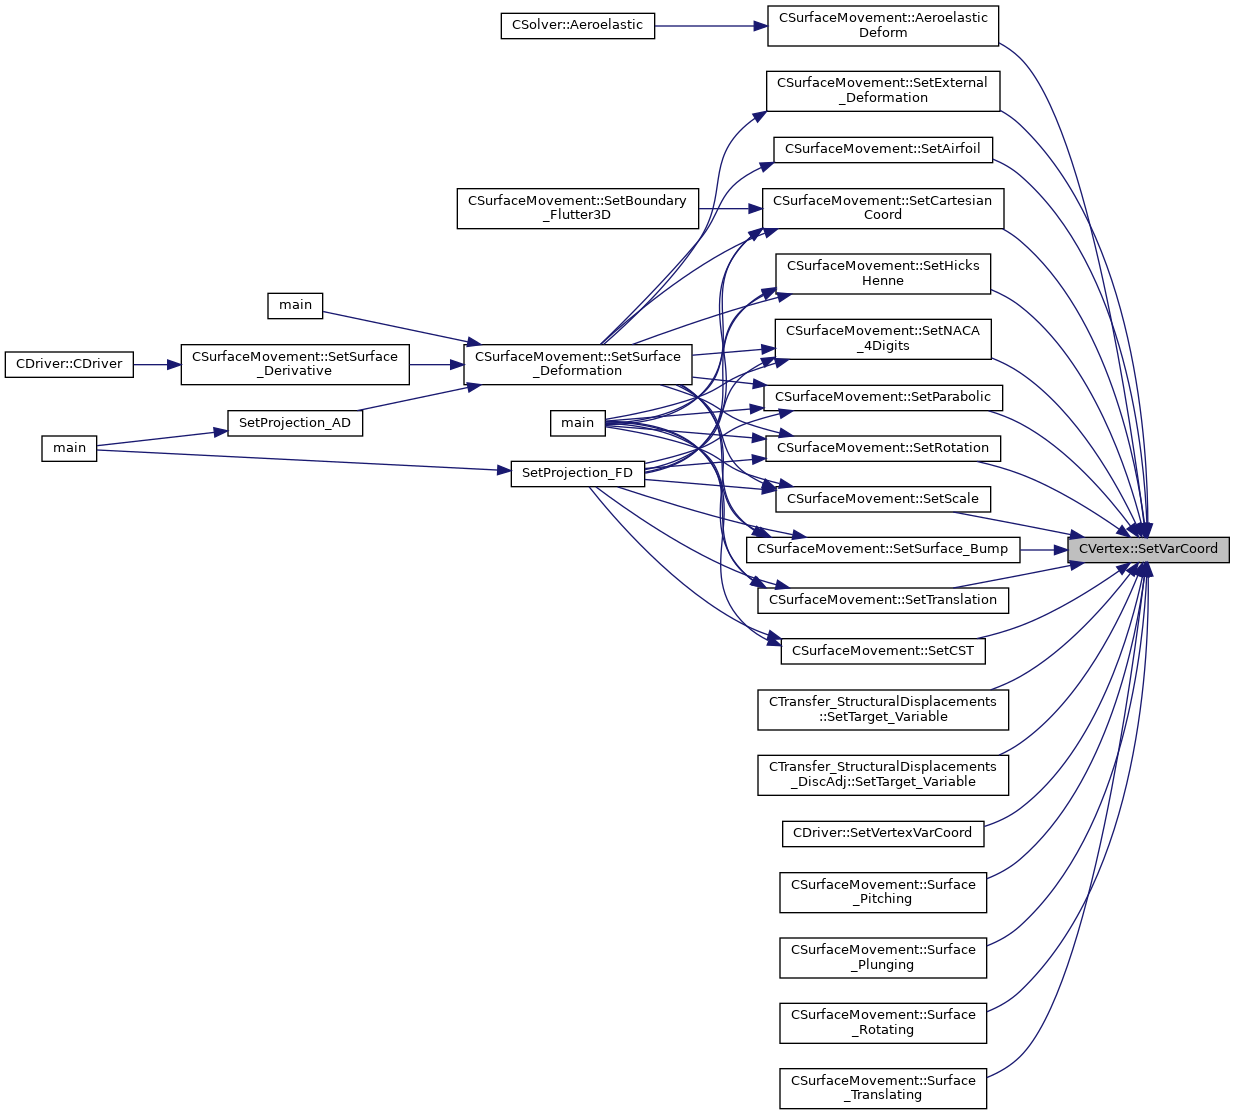 CSolver::Aeroelastic
CSurfaceMovement::Aeroelastic
Deform
CSurfaceMovement::SetExternal
_Deformation
CSurfaceMovement::SetAirfoil
CSurfaceMovement::SetBoundary
_Flutter3D
CSurfaceMovement::SetCartesian
Coord
CSurfaceMovement::SetHicks
Henne
main
CSurfaceMovement::SetNACA
_4Digits
CDriver::CDriver
CSurfaceMovement::SetSurface
_Derivative
CSurfaceMovement::SetSurface
_Deformation
CSurfaceMovement::SetParabolic
SetProjection_AD
main
main
CSurfaceMovement::SetRotation
SetProjection_FD
CSurfaceMovement::SetScale
CSurfaceMovement::SetSurface_Bump
CVertex::SetVarCoord
CSurfaceMovement::SetTranslation
CSurfaceMovement::SetCST
CTransfer_StructuralDisplacements
::SetTarget_Variable
CTransfer_StructuralDisplacements
_DiscAdj::SetTarget_Variable
CDriver::SetVertexVarCoord
CSurfaceMovement::Surface
_Pitching
CSurfaceMovement::Surface
_Plunging
CSurfaceMovement::Surface
_Rotating
CSurfaceMovement::Surface
_Translating